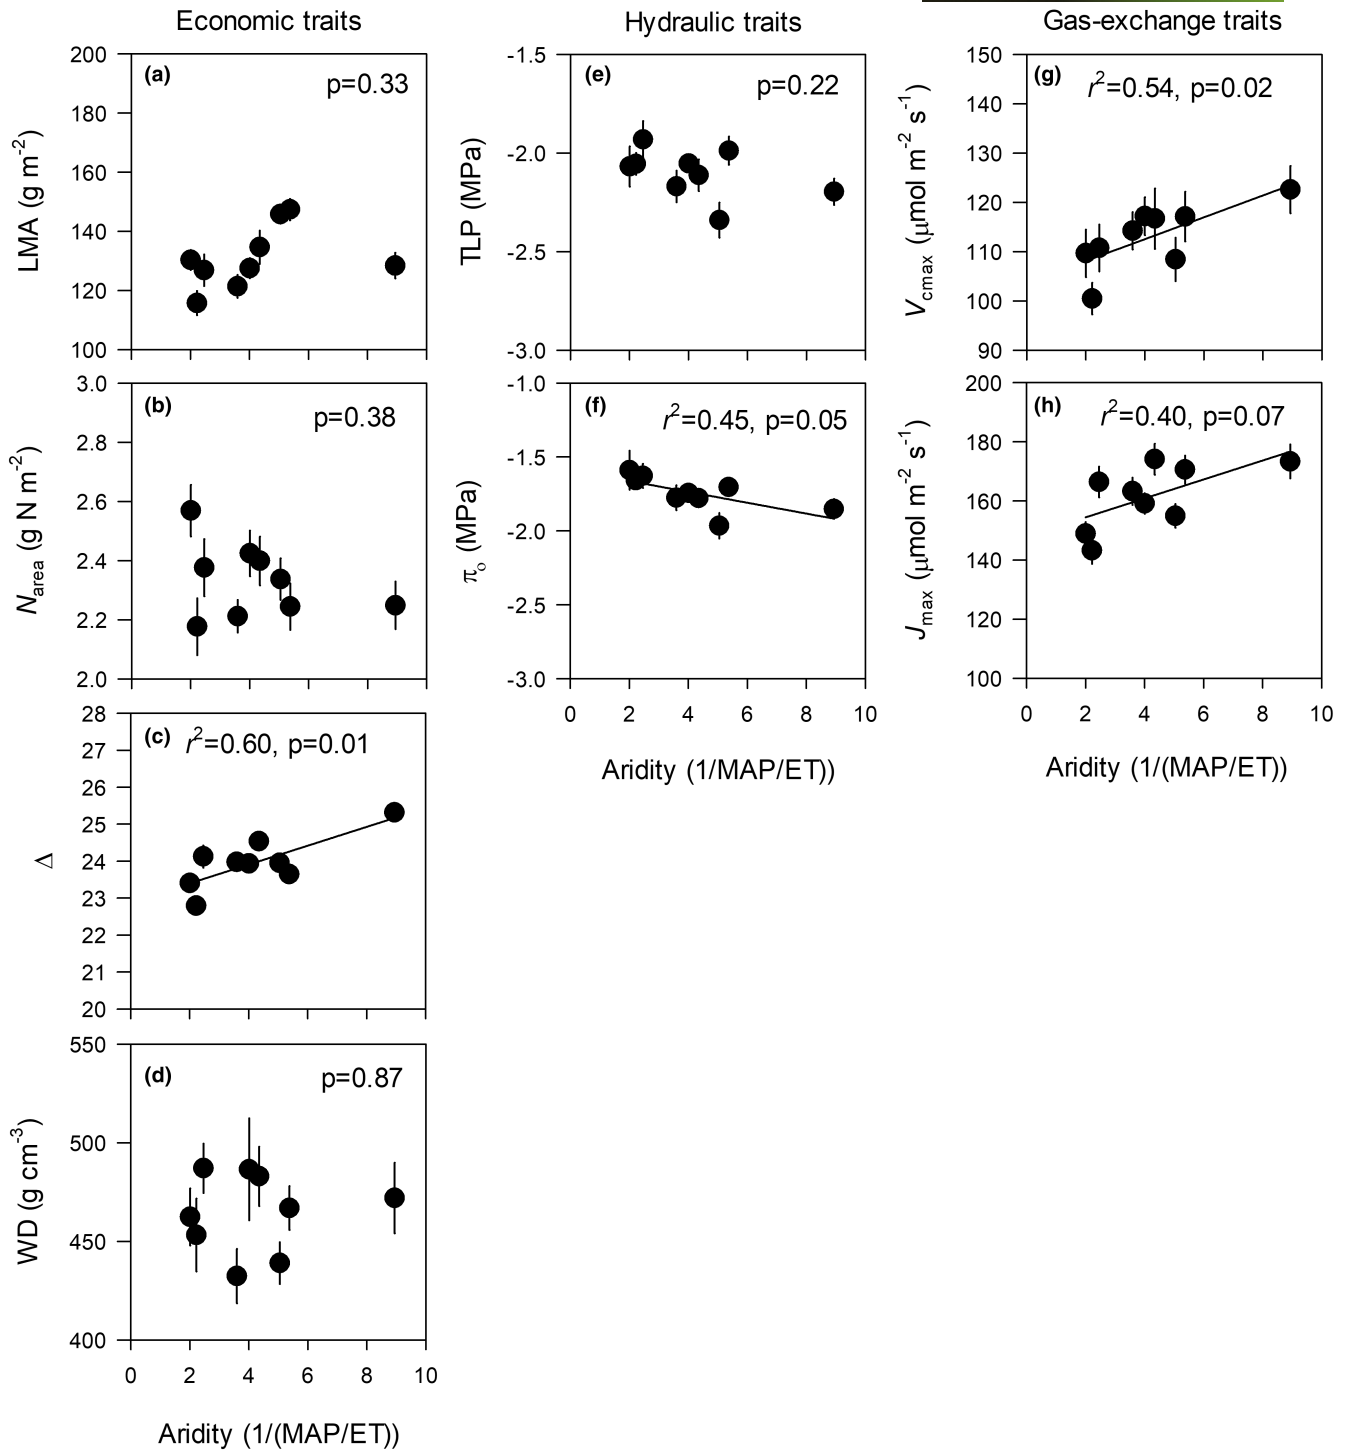 Economic traits
Hydraulic traits
Gas-exchange traits
(a)
p=0.33
LMA (g m⁻²)
200
180
160
140
120
100
(b)
p=0.38
N area (g N m⁻²)
3.0
2.8
2.6
2.4
2.2
2.0
(c)
r²=0.60, p=0.01
Δ
28
27
26
25
24
23
22
21
20
(d)
p=0.87
WD (g cm⁻³)
550
500
450
400
0 2 4 6 8 10
Aridity (1/(MAP/ET))
(e)
p=0.22
TLP (MPa)
-1.5
-2.0
-2.5
-3.0
(f)
r²=0.45, p=0.05
πₒ (MPa)
-1.0
-1.5
-2.0
-2.5
-3.0
0 2 4 6 8 10
Aridity (1/MAP/ET))
(g)
r²=0.54, p=0.02
V cmax (μmol m⁻² s⁻¹)
150
140
130
120
110
100
90
(h)
r²=0.40, p=0.07
J max (μmol m⁻² s⁻¹)
200
180
160
140
120
100
0 2 4 6 8 10
Aridity (1/(MAP/ET))